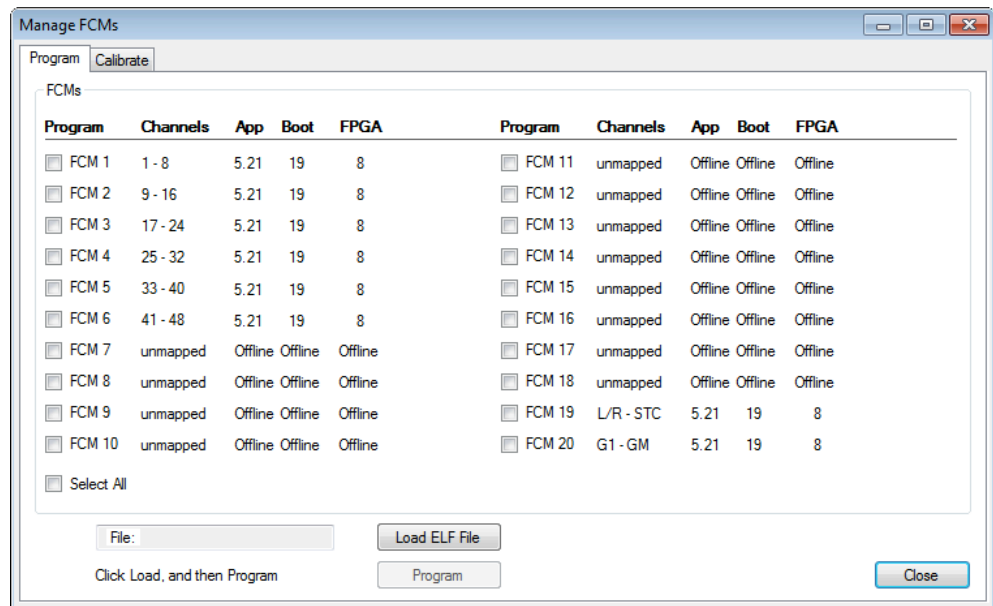 Manage FCMs
Program Calibrate
FCMs
Program Channels App Boot FPGA Program Channels App Boot FPGA
FCM 1 1 - 8 5.21 19 8 FCM 11 unmapped Offline Offline Offline
FCM 2 9 - 16 5.21 19 8 FCM 12 unmapped Offline Offline Offline
FCM 3 17 - 24 5.21 19 8 FCM 13 unmapped Offline Offline Offline
FCM 4 25 - 32 5.21 19 8 FCM 14 unmapped Offline Offline Offline
FCM 5 33 - 40 5.21 19 8 FCM 15 unmapped Offline Offline Offline
FCM 6 41 - 48 5.21 19 8 FCM 16 unmapped Offline Offline Offline
FCM 7 unmapped Offline Offline Offline FCM 17 unmapped Offline Offline Offline
FCM 8 unmapped Offline Offline Offline FCM 18 unmapped Offline Offline Offline
FCM 9 unmapped Offline Offline Offline FCM 19 L/R - STC 5.21 19 8
FCM 10 unmapped Offline Offline Offline FCM 20 G1 - GM 5.21 19 8
Select All
File: Load ELF File
Click Load, and then Program Program Close